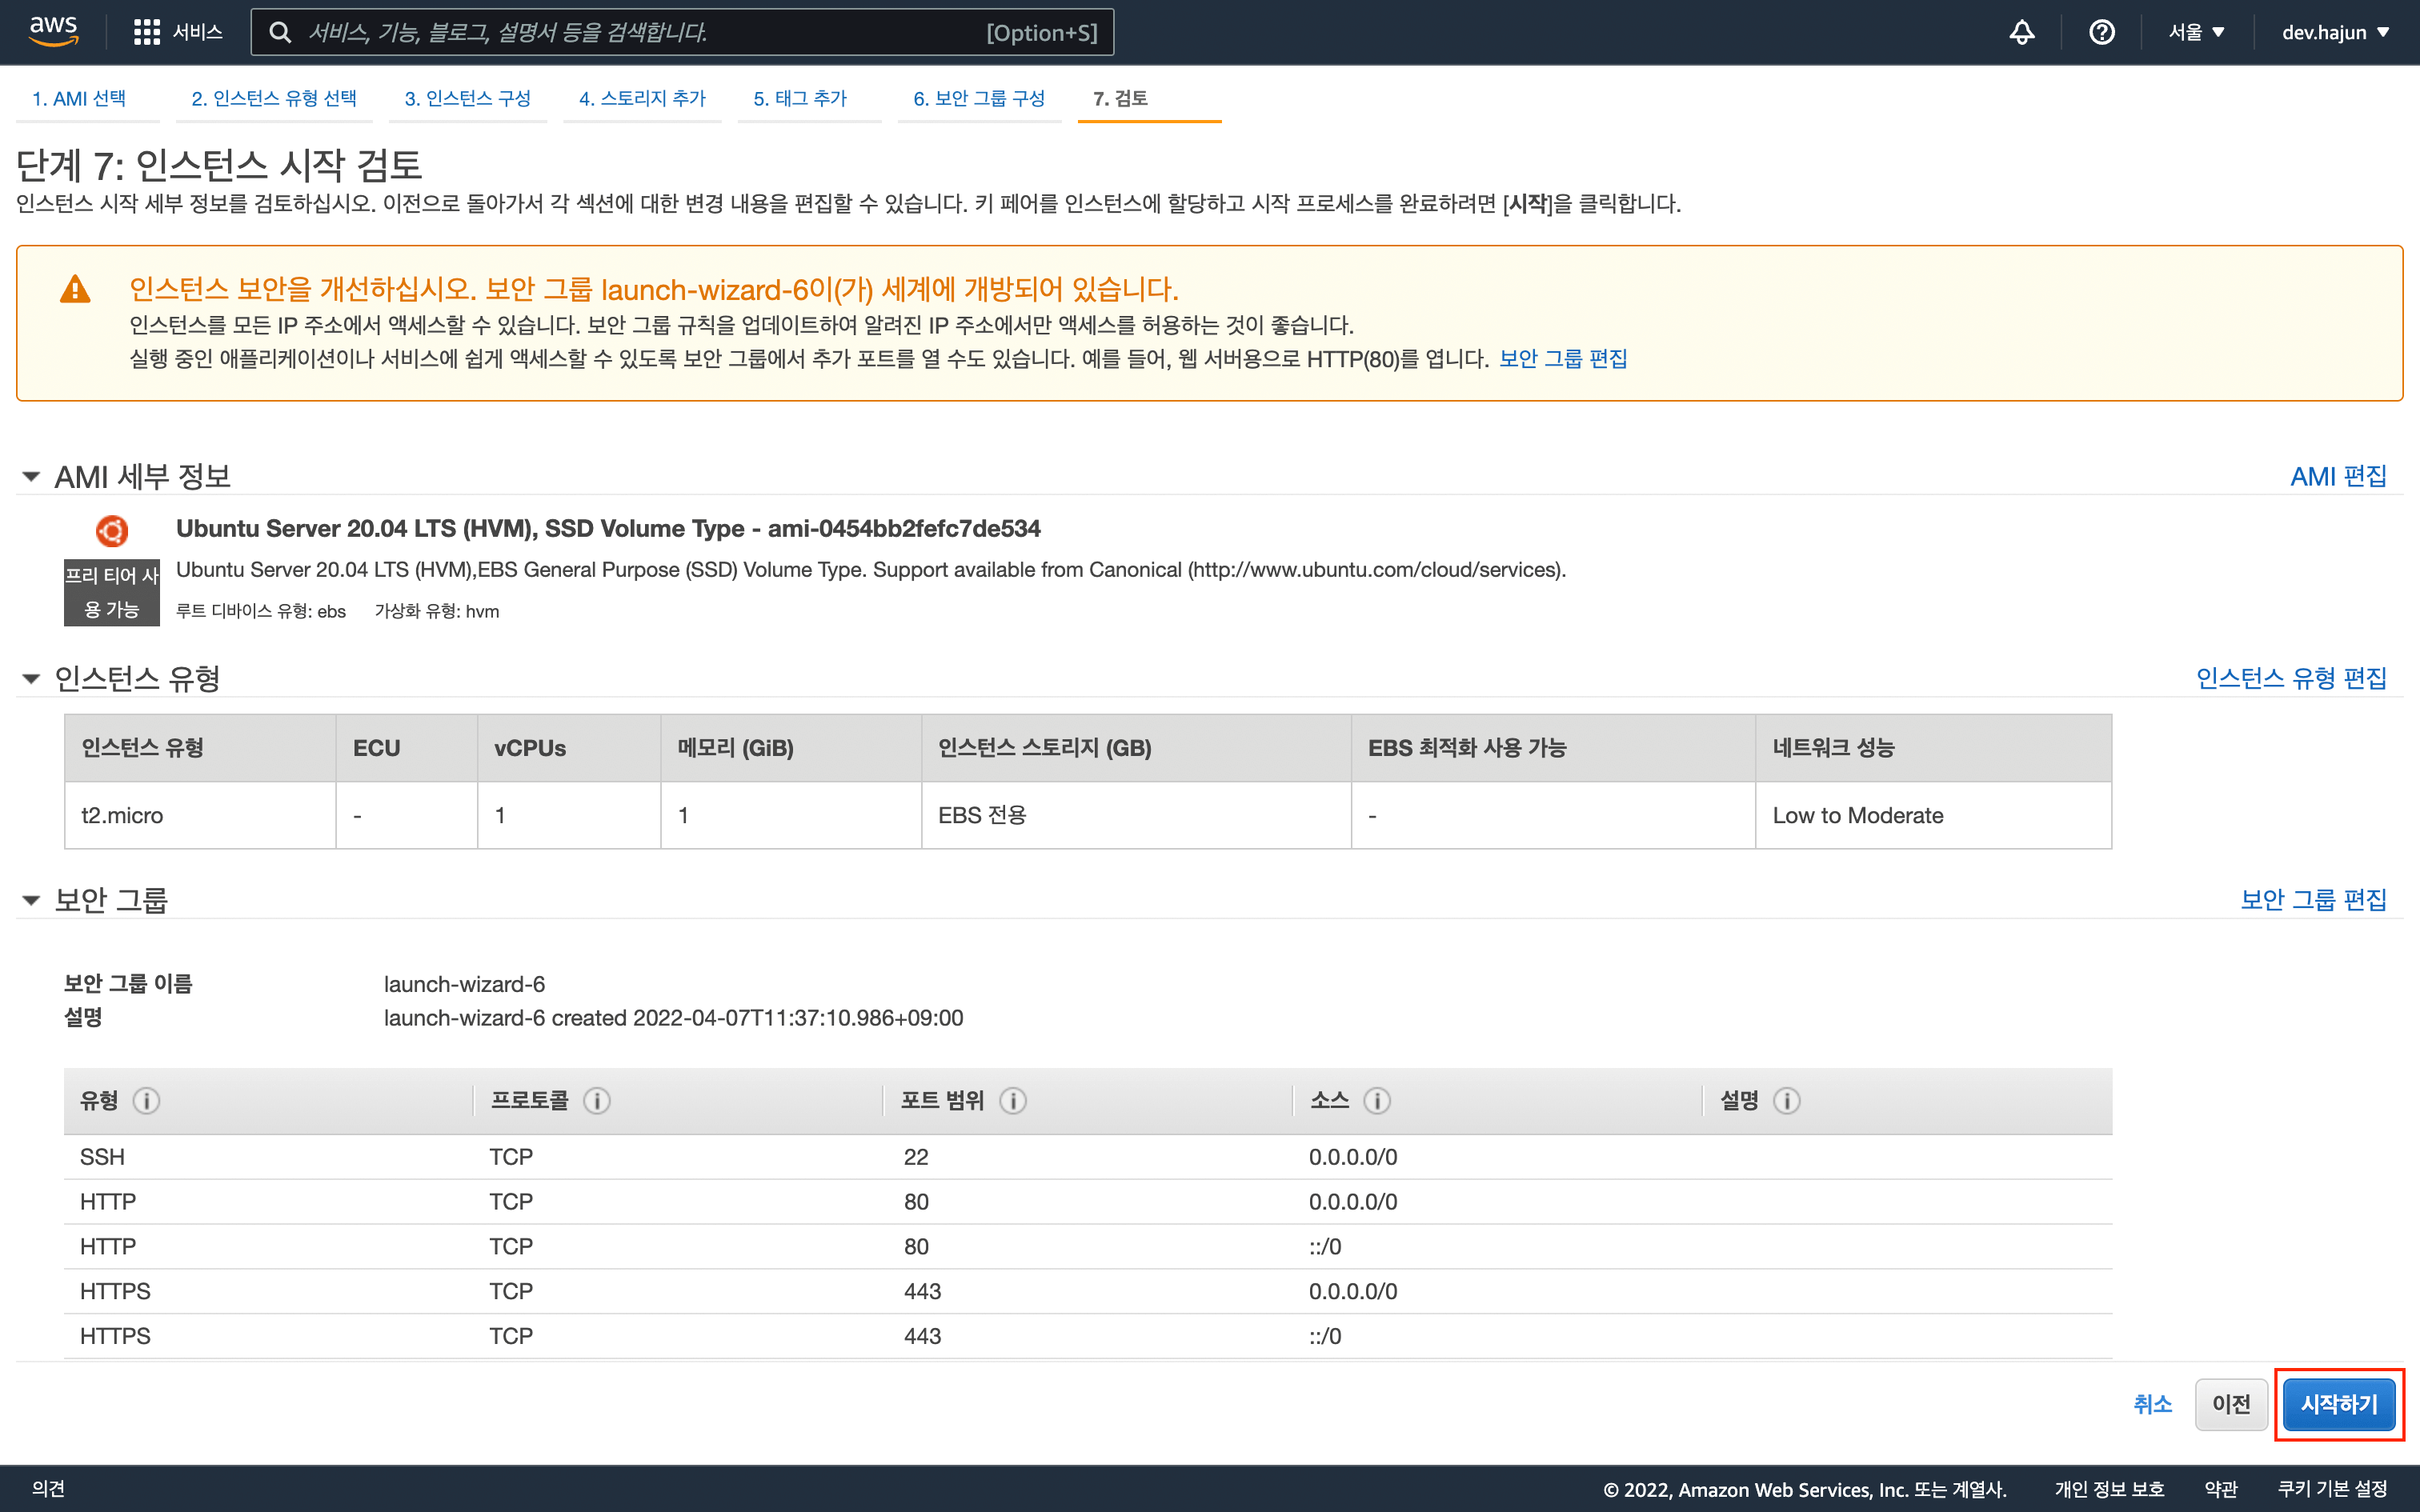 aws 서비스 서비스, 기능, 블로그, 설명서 등을 검색합니다. [Option+S] 서울 ▼ dev.hajun ▼
1. AMI 선택 2. 인스턴스 유형 선택 3. 인스턴스 구성 4. 스토리지 추가 5. 태그 추가 6. 보안 그룹 구성 7. 검토
단계 7: 인스턴스 시작 검토
인스턴스 시작 세부 정보를 검토하십시오. 이전으로 돌아가서 각 섹션에 대한 변경 내용을 편집할 수 있습니다. 키 페어를 인스턴스에 할당하고 시작 프로세스를 완료하려면 [시작]을 클릭합니다.
인스턴스 보안을 개선하십시오. 보안 그룹 launch-wizard-6이(가) 세계에 개방되어 있습니다.
인스턴스를 모든 IP 주소에서 액세스할 수 있습니다. 보안 그룹 규칙을 업데이트하여 알려진 IP 주소에서만 액세스를 허용하는 것이 좋습니다.
실행 중인 애플리케이션이나 서비스에 쉽게 액세스할 수 있도록 보안 그룹에서 추가 포트를 열 수도 있습니다. 예를 들어, 웹 서버용으로 HTTP(80)를 엽니다. 보안 그룹 편집
AMI 세부 정보 AMI 편집
Ubuntu Server 20.04 LTS (HVM), SSD Volume Type - ami-0454bb2fefc7de534
프리 티어 사용 가능
Ubuntu Server 20.04 LTS (HVM),EBS General Purpose (SSD) Volume Type. Support available from Canonical (http://www.ubuntu.com/cloud/services).
루트 디바이스 유형: ebs 가상화 유형: hvm
인스턴스 유형 인스턴스 유형 편집
인스턴스 유형 ECU vCPUs 메모리 (GiB) 인스턴스 스토리지 (GB) EBS 최적화 사용 가능 네트워크 성능
t2.micro - 1 1 EBS 전용 - Low to Moderate
보안 그룹 보안 그룹 편집
보안 그룹 이름 launch-wizard-6
설명 launch-wizard-6 created 2022-04-07T11:37:10.986+09:00
유형 프로토콜 포트 범위 소스 설명
SSH TCP 22 0.0.0.0/0
HTTP TCP 80 0.0.0.0/0
HTTP TCP 80 ::/0
HTTPS TCP 443 0.0.0.0/0
HTTPS TCP 443 ::/0
취소 이전 시작하기
의견 © 2022, Amazon Web Services, Inc. 또는 계열사. 개인 정보 보호 약관 쿠키 기본 설정